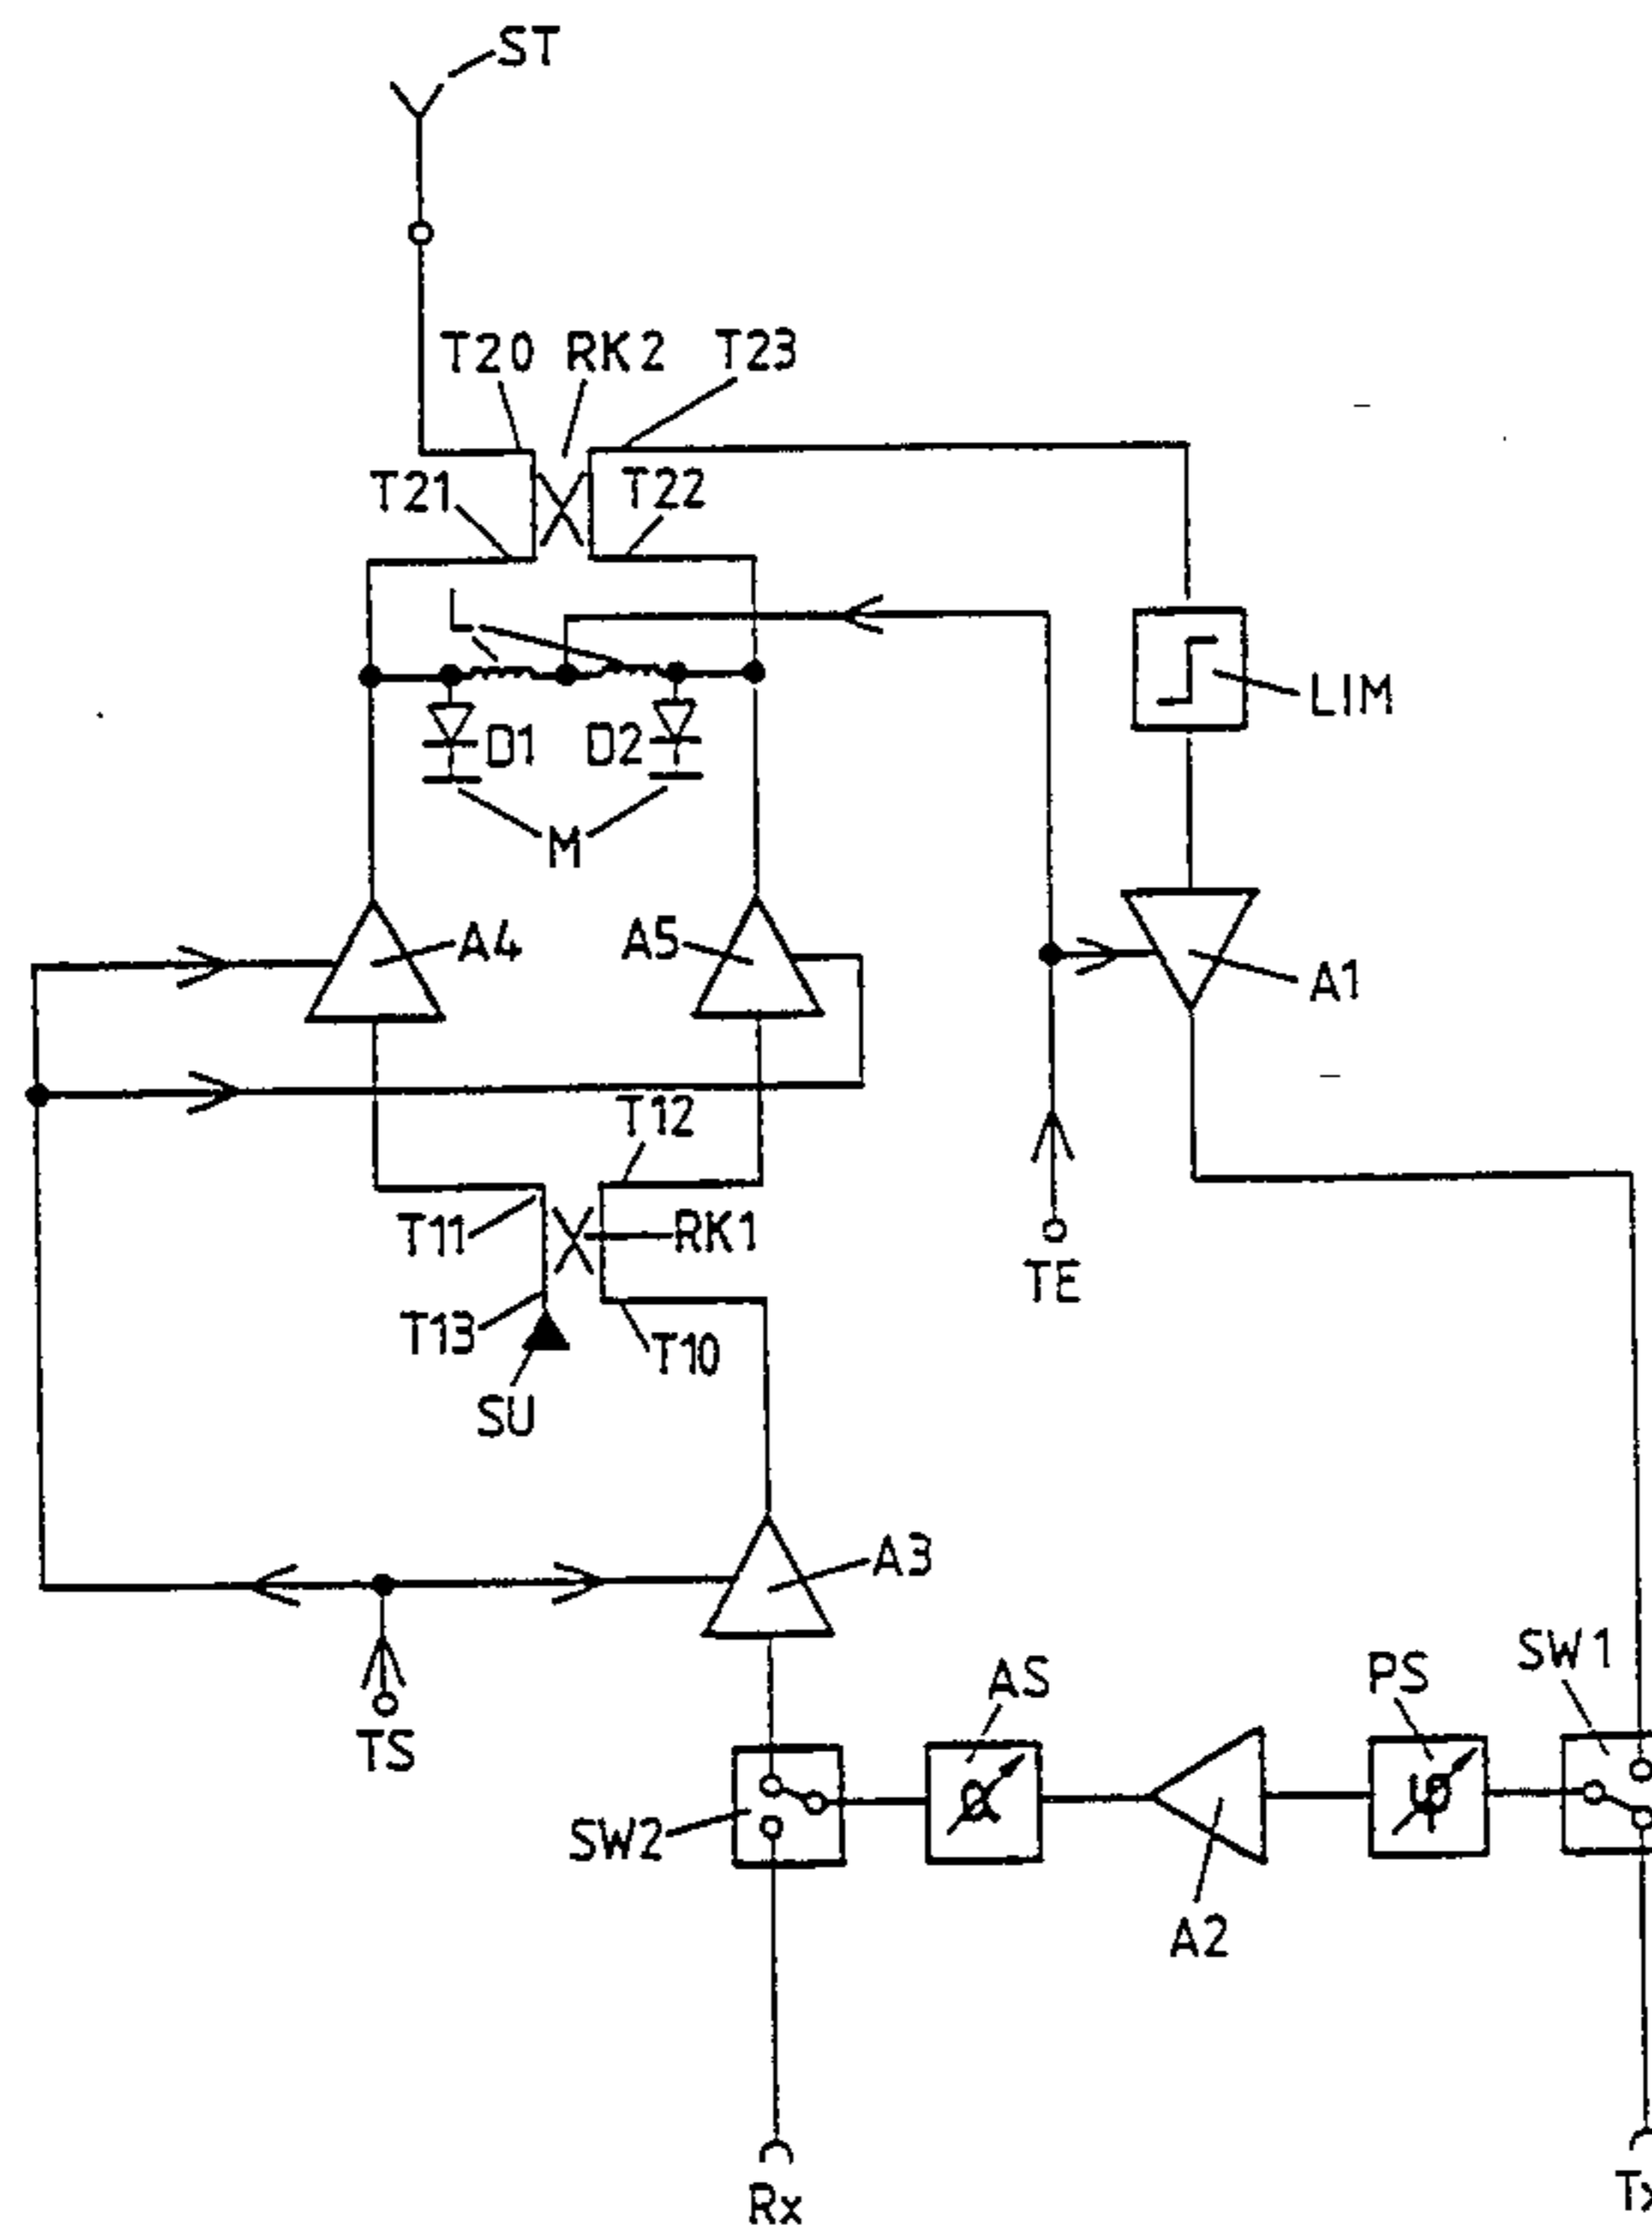 ST
T20 RK2 T23
T21 T22
L
LIM
D1 D2
M
A4 A5
A1
T12
T11 RK1
TE
T13 T10
SU
A3
TS
AS PS SW1
α φ
SW2
A2
Rx Tx